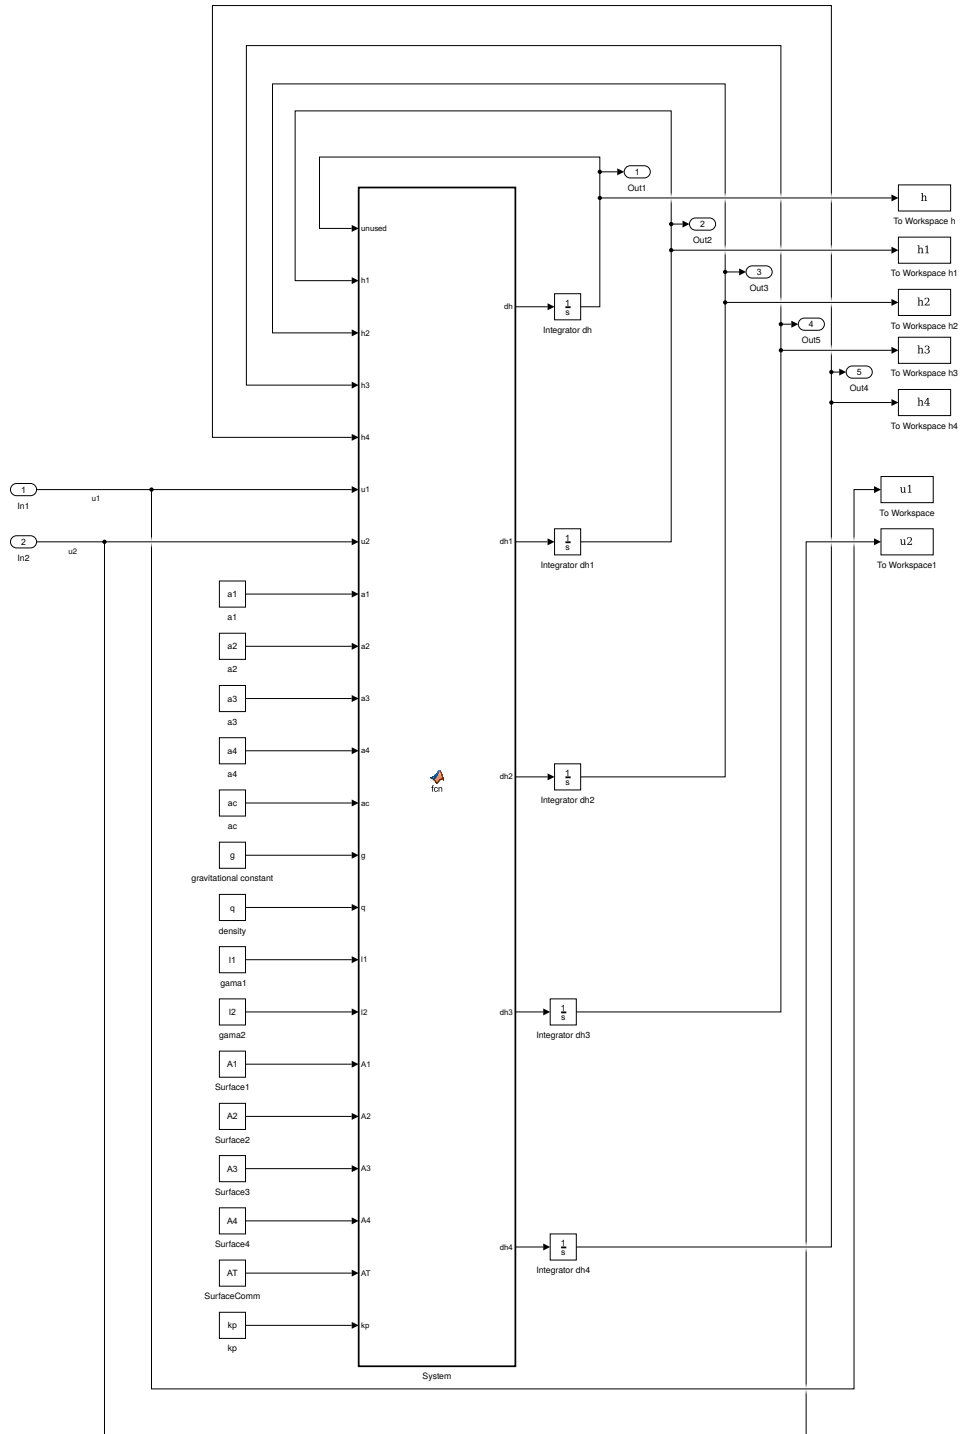 1
Out1
h
To Workspace h
unused
2
Out2
h1
To Workspace h1
h1
3
Out3
h2
To Workspace h2
dh
1
s
Integrator dh
h2
4
Out5
h3
To Workspace h3
h3
5
Out4
h4
To Workspace h4
h4
1
In1
u1
u1
u1
To Workspace
2
In2
u2
u2
dh1
1
s
Integrator dh1
u2
To Workspace1
a1
a1
a1
a2
a2
a2
a3
a3
a3
a4
a4
a4
fcn
dh2
1
s
Integrator dh2
ac
ac
ac
g
gravitational constant
g
q
density
q
l1
gama1
l1
l2
gama2
l2
dh3
1
s
Integrator dh3
A1
Surface1
A1
A2
Surface2
A2
A3
Surface3
A3
A4
Surface4
A4
dh4
1
s
Integrator dh4
AT
SurfaceComm
AT
kp
kp
kp
System